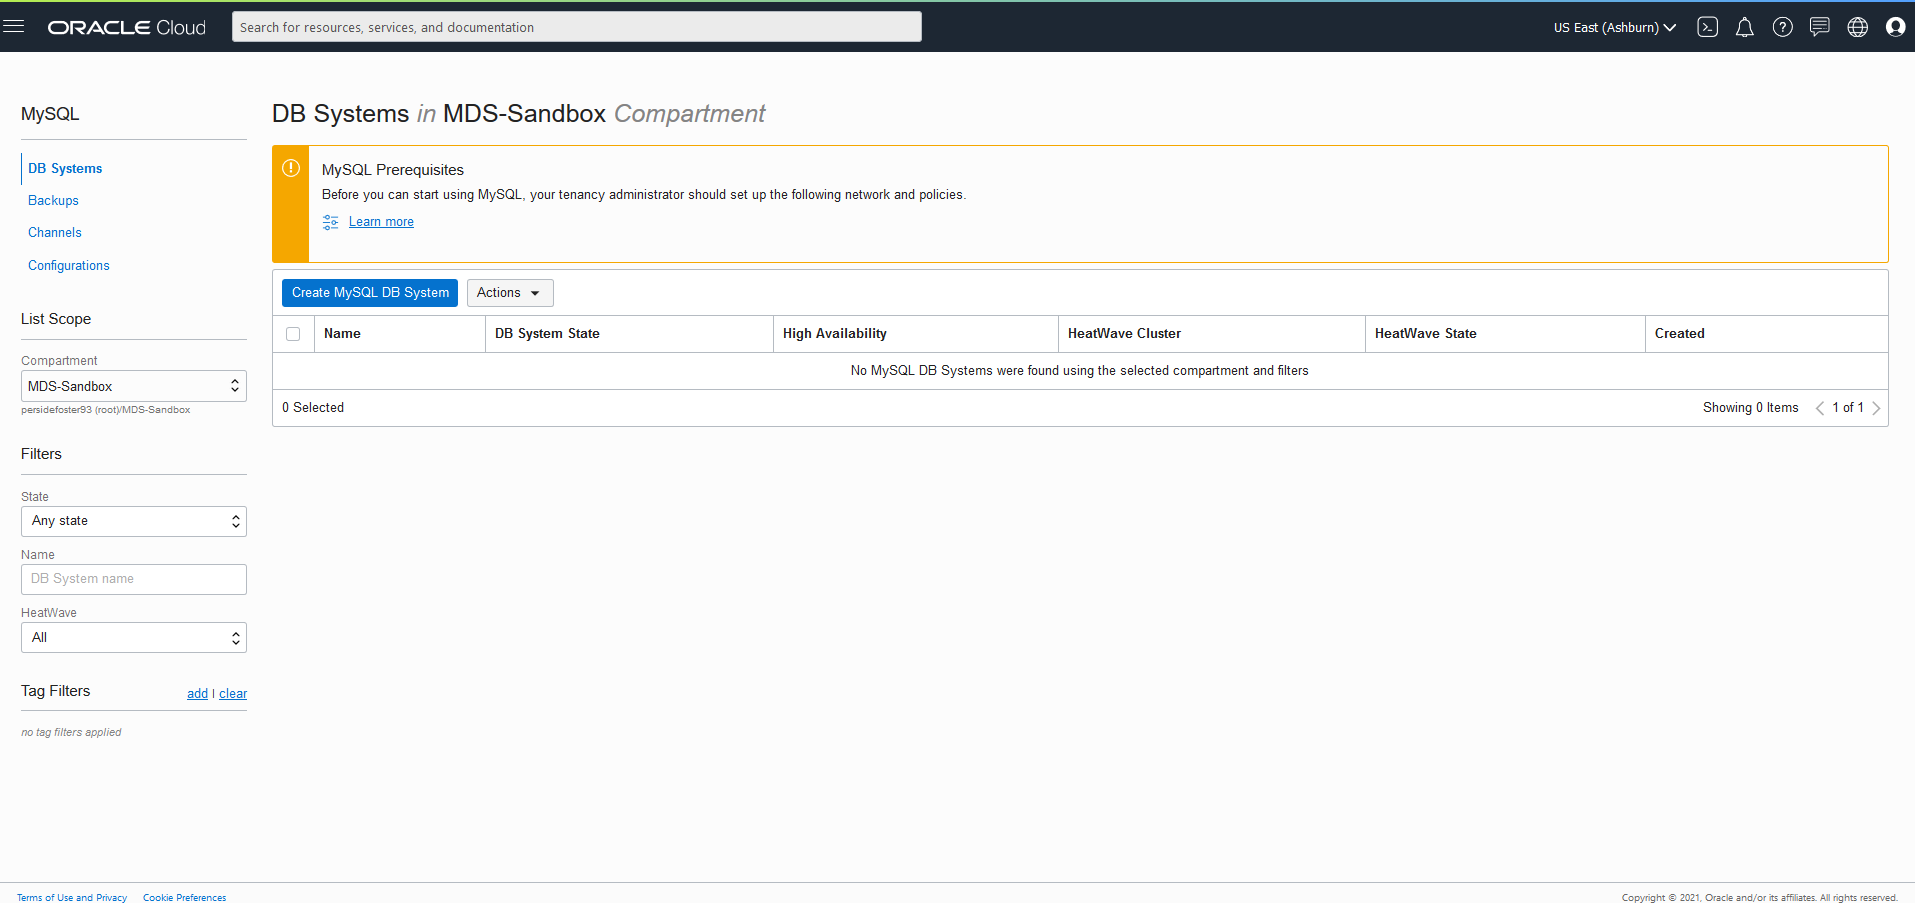 ORACLE Cloud
Search for resources, services, and documentation
US East (Ashburn)
MySQL
DB Systems
Backups
Channels
Configurations
List Scope
Compartment
MDS-Sandbox
persidefoster93 (root)/MDS-Sandbox
Filters
State
Any state
Name
DB System name
HeatWave
All
Tag Filters
add | clear
no tag filters applied
DB Systems in MDS-Sandbox Compartment
MySQL Prerequisites
Before you can start using MySQL, your tenancy administrator should set up the following network and policies.
Learn more
Create MySQL DB System Actions
Name DB System State High Availability HeatWave Cluster HeatWave State Created
No MySQL DB Systems were found using the selected compartment and filters
0 Selected Showing 0 Items 1 of 1
Terms of Use and Privacy Cookie Preferences Copyright © 2021, Oracle and/or its affiliates. All rights reserved.